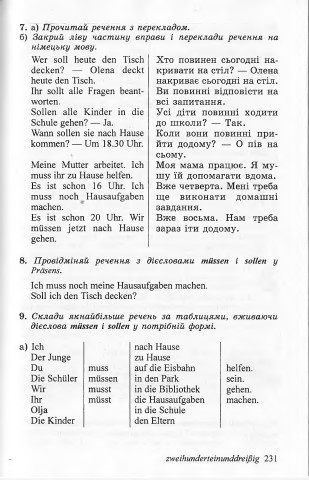 7. а) Прочитай речення з перекладом.
б) Закрий ліву частину вправи і переклади речення на
німецьку мову.
Wer soll heute den Tisch
decken? — Olena deckt
heute den Tisch.
Ihr sollt alle Fragen beant-
worten.
Sollen alle Kinder in die
Schule gehen? — Ja.
Wann sollen sie nach Hause
kommen? — Um 18.30 Uhr.
Meine Mutter arbeitet. Ich
muss ihr zu Hause helfen.
Es ist schon 16 Uhr. Ich
muss noch Hausaufgaben
machen.
Es ist schon 20 Uhr. Wir
müssen jetzt nach Hause
gehen.
Хто повинен сьогодні на-
кривати на стіл? — Олена
накриває сьогодні на стіл.
Ви повинні відповісти на
всі запитання.
Усі діти повинні ходити
до школи? — Так.
Коли вони повинні при-
йти додому? — О пів на
сьому.
Моя мама працює. Я му-
шу їй допомагати вдома.
Вже четверта. Мені треба
ще виконати домашні
завдання.
Вже восьма. Нам треба
зараз іти додому.
8. Провідміняй речення з дієсловами müssen і sollen у
Präsens.
Ich muss noch meine Hausaufgaben machen.
Soll ich den Tisch decken?
9. Склади якнайбільше речень за таблицями, вживаючи
дієслова müssen і sollen у потрібній формі.
а) Ich nach Hause
Der Junge zu Hause
Du muss auf die Eisbahn helfen.
Die Schüler müssen in den Park sein.
Wir musst in die Bibliothek gehen.
Ihr müsst die Hausaufgaben machen.
Olja in die Schule
Die Kinder den Eltern
zweihunderteinunddreißig 231